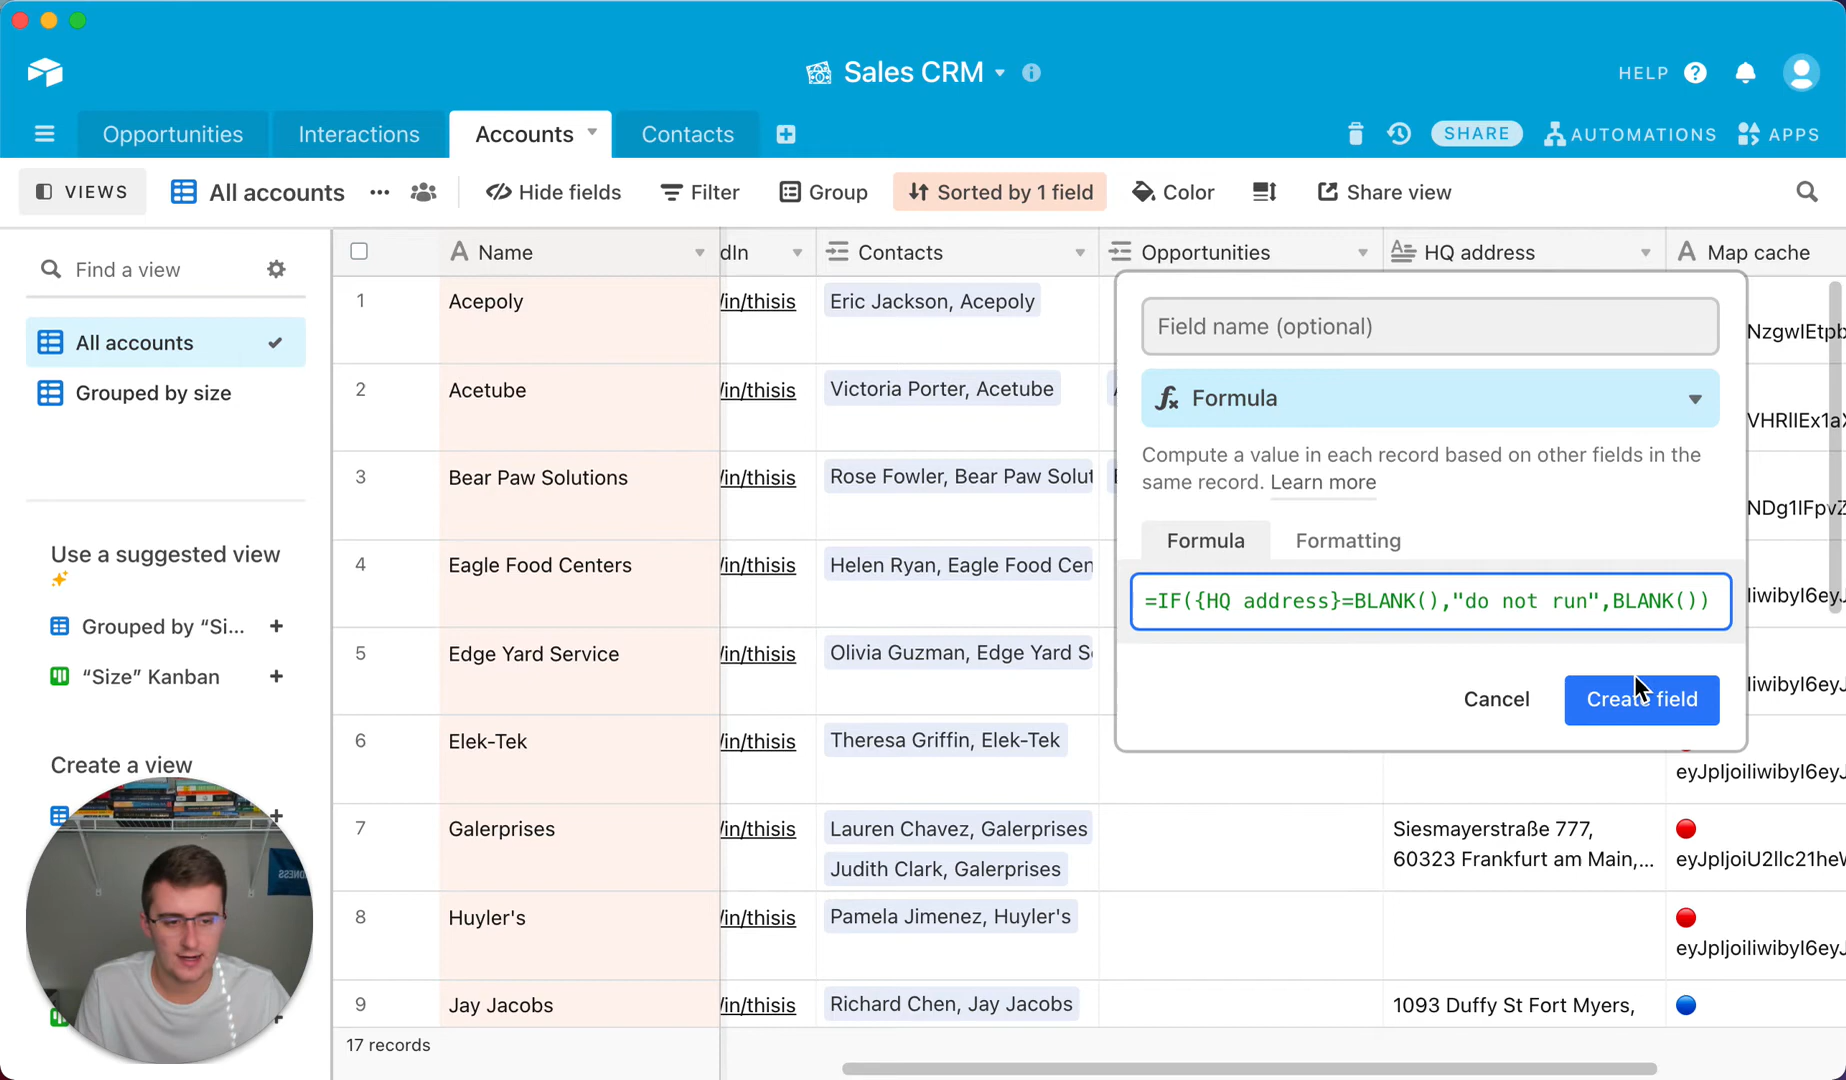 Sales CRM
HELP
Opportunities
Interactions
Accounts
Contacts
SHARE
AUTOMATIONS
APPS
VIEWS
All accounts
Hide fields
Filter
Group
Sorted by 1 field
Color
Share view
Find a view
All accounts
Grouped by size
Use a suggested view
Grouped by “Si...
“Size” Kanban
Create a view
Name
dIn
Contacts
Opportunities
HQ address
Map cache
1
Acepoly
/in/thisis
Eric Jackson, Acepoly
2
Acetube
/in/thisis
Victoria Porter, Acetube
3
Bear Paw Solutions
/in/thisis
Rose Fowler, Bear Paw Solut
4
Eagle Food Centers
/in/thisis
Helen Ryan, Eagle Food Cen
5
Edge Yard Service
/in/thisis
Olivia Guzman, Edge Yard S
6
Elek-Tek
/in/thisis
Theresa Griffin, Elek-Tek
7
Galerprises
/in/thisis
Lauren Chavez, Galerprises
Judith Clark, Galerprises
Siesmayerstraße 777,
60323 Frankfurt am Main,...
8
Huyler's
/in/thisis
Pamela Jimenez, Huyler's
9
Jay Jacobs
/in/thisis
Richard Chen, Jay Jacobs
1093 Duffy St Fort Myers,
17 records
Field name (optional)
Formula
Compute a value in each record based on other fields in the
same record. Learn more
Formula
Formatting
=IF({HQ address}=BLANK(),"do not run",BLANK())
Cancel
Create field